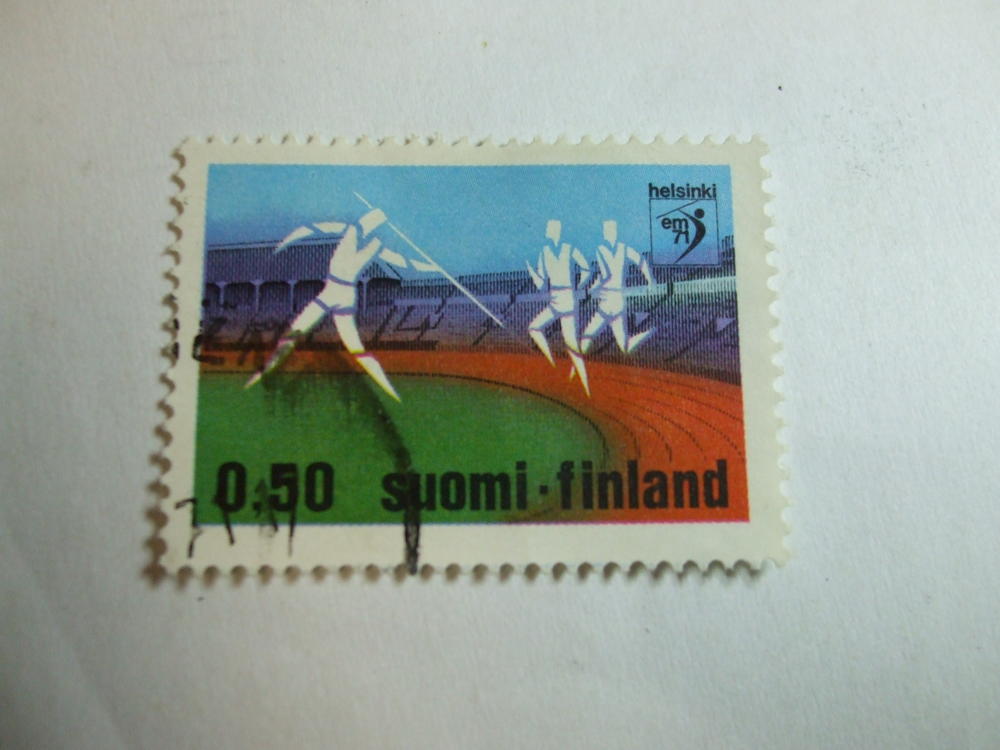 helsinki
em
71
0,50 suomi·finland